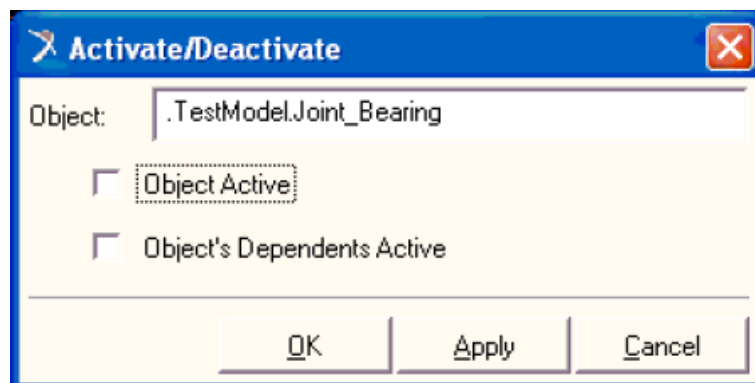 Activate/Deactivate
Object: .TestModel.Joint_Bearing
Object Active
Object's Dependents Active
OK Apply Cancel